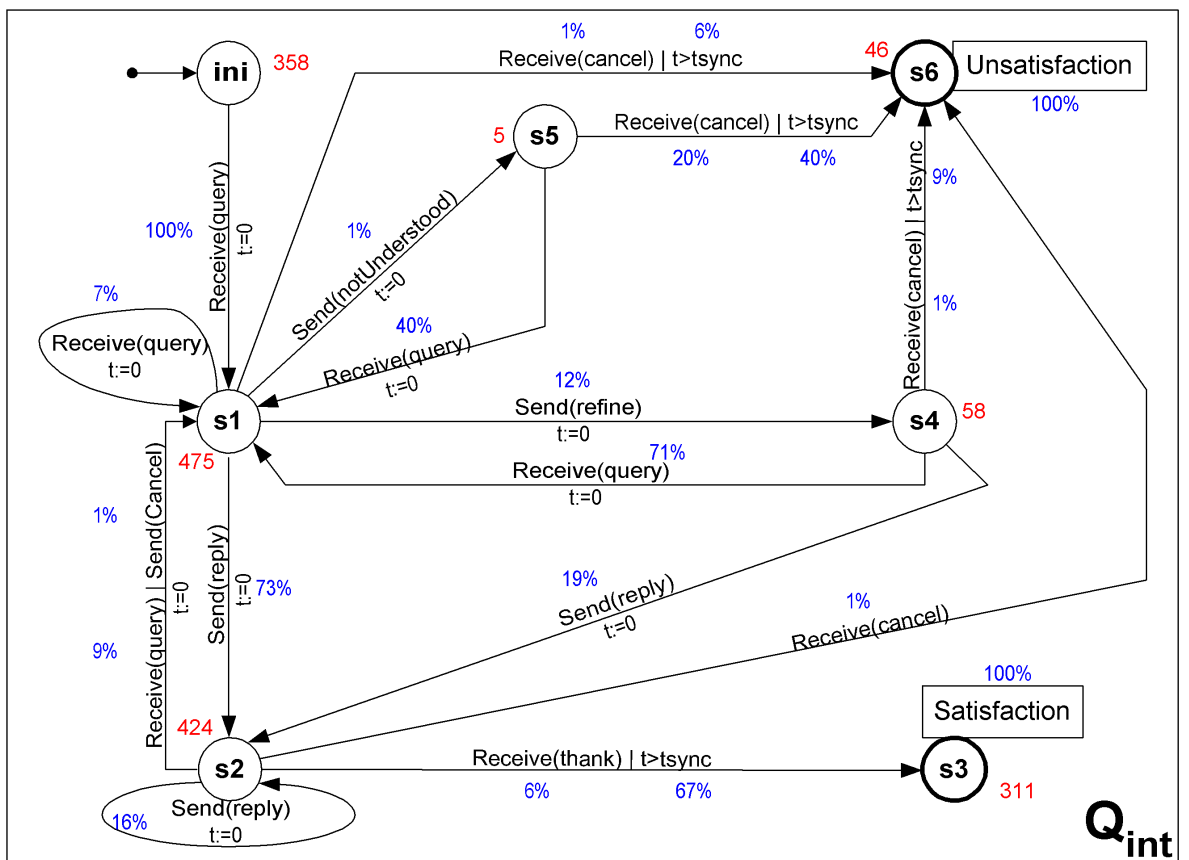 1% 6%
Receive(cancel) | t>tsync
ini 358
46 s6 Unsatisfaction
100%
5 s5
Receive(cancel) | t>tsync
20% 40%
100%
Receive(query)
t:=0
1%
Send(notUnderstood)
t:=0
9%
Receive(cancel) | t>tsync
1%
7%
Receive(query)
t:=0
40%
Receive(query)
t:=0
12%
Send(refine)
t:=0
s1
475
s4 58
71%
Receive(query)
t:=0
1%
Receive(query) | Send(Cancel)
t:=0
9%
Send(reply)
t:=0
73%
19%
Send(reply)
t:=0
1%
Receive(cancel)
100%
Satisfaction
424
s2
Receive(thank) | t>tsync
6% 67%
s3
311
Send(reply)
16%
t:=0
Qint